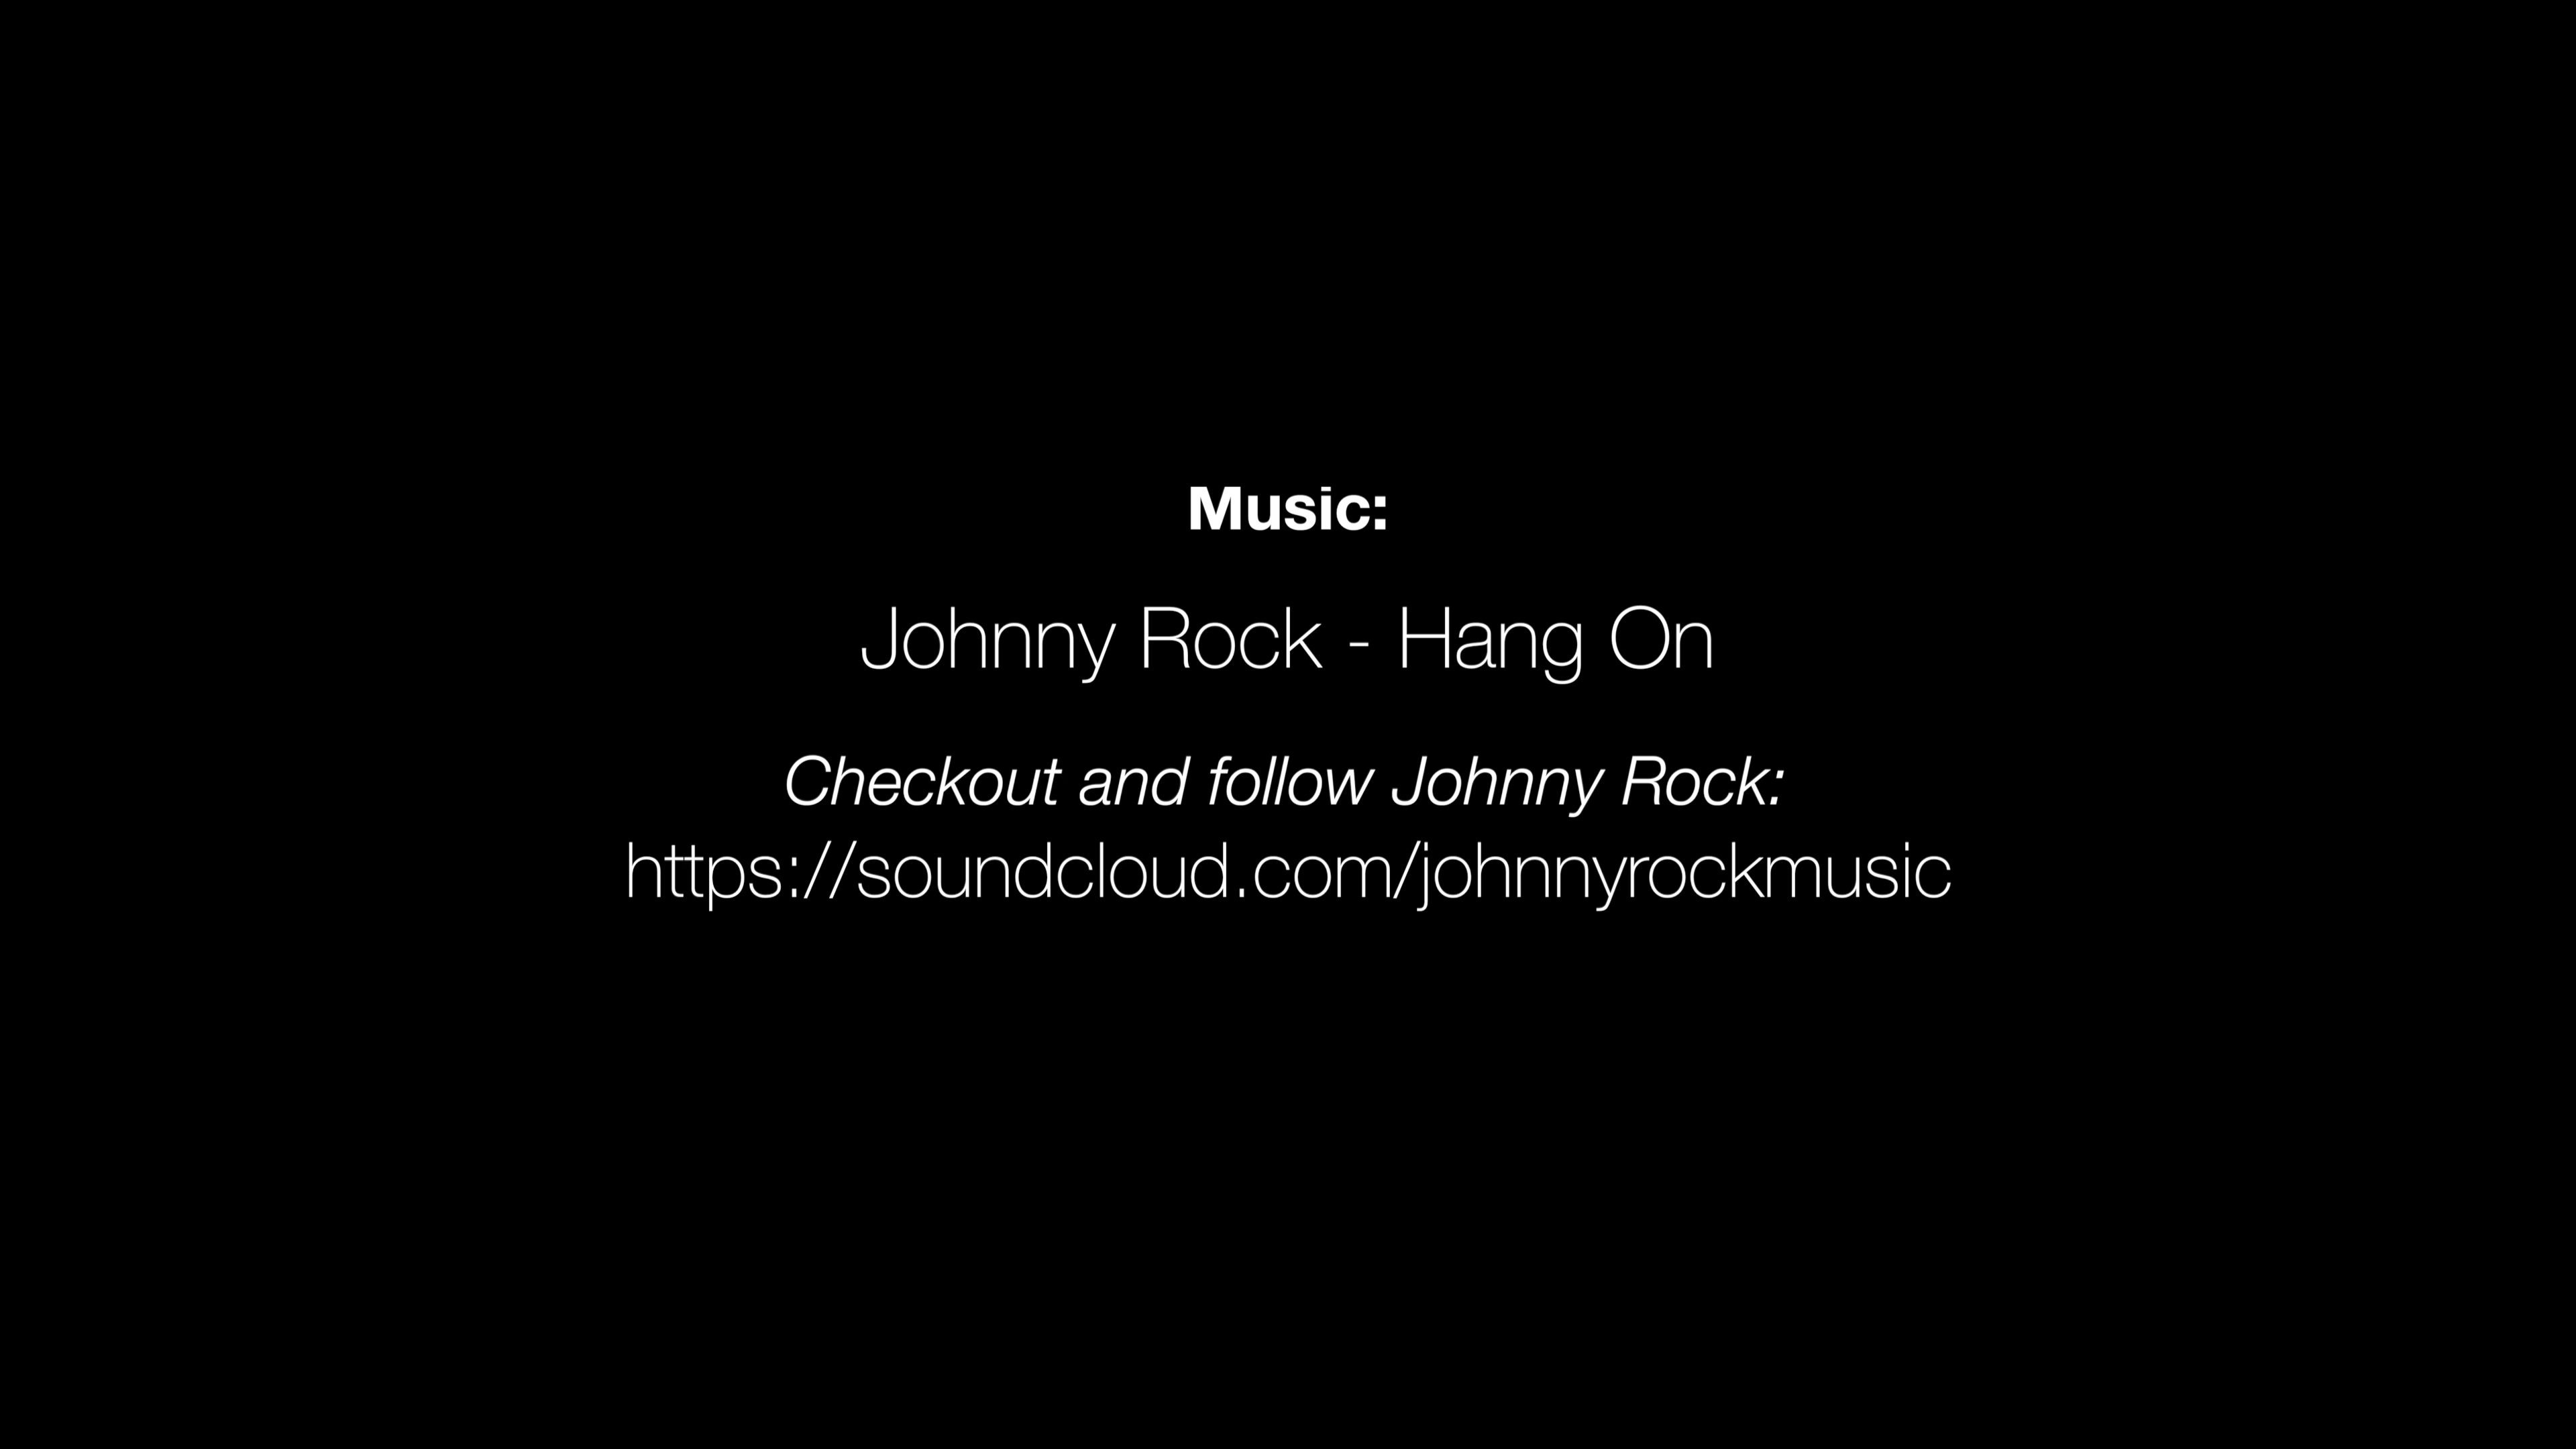 Music:
Johnny Rock - Hang On
Checkout and follow Johnny Rock:
https://soundcloud.com/johnnyrockmusic